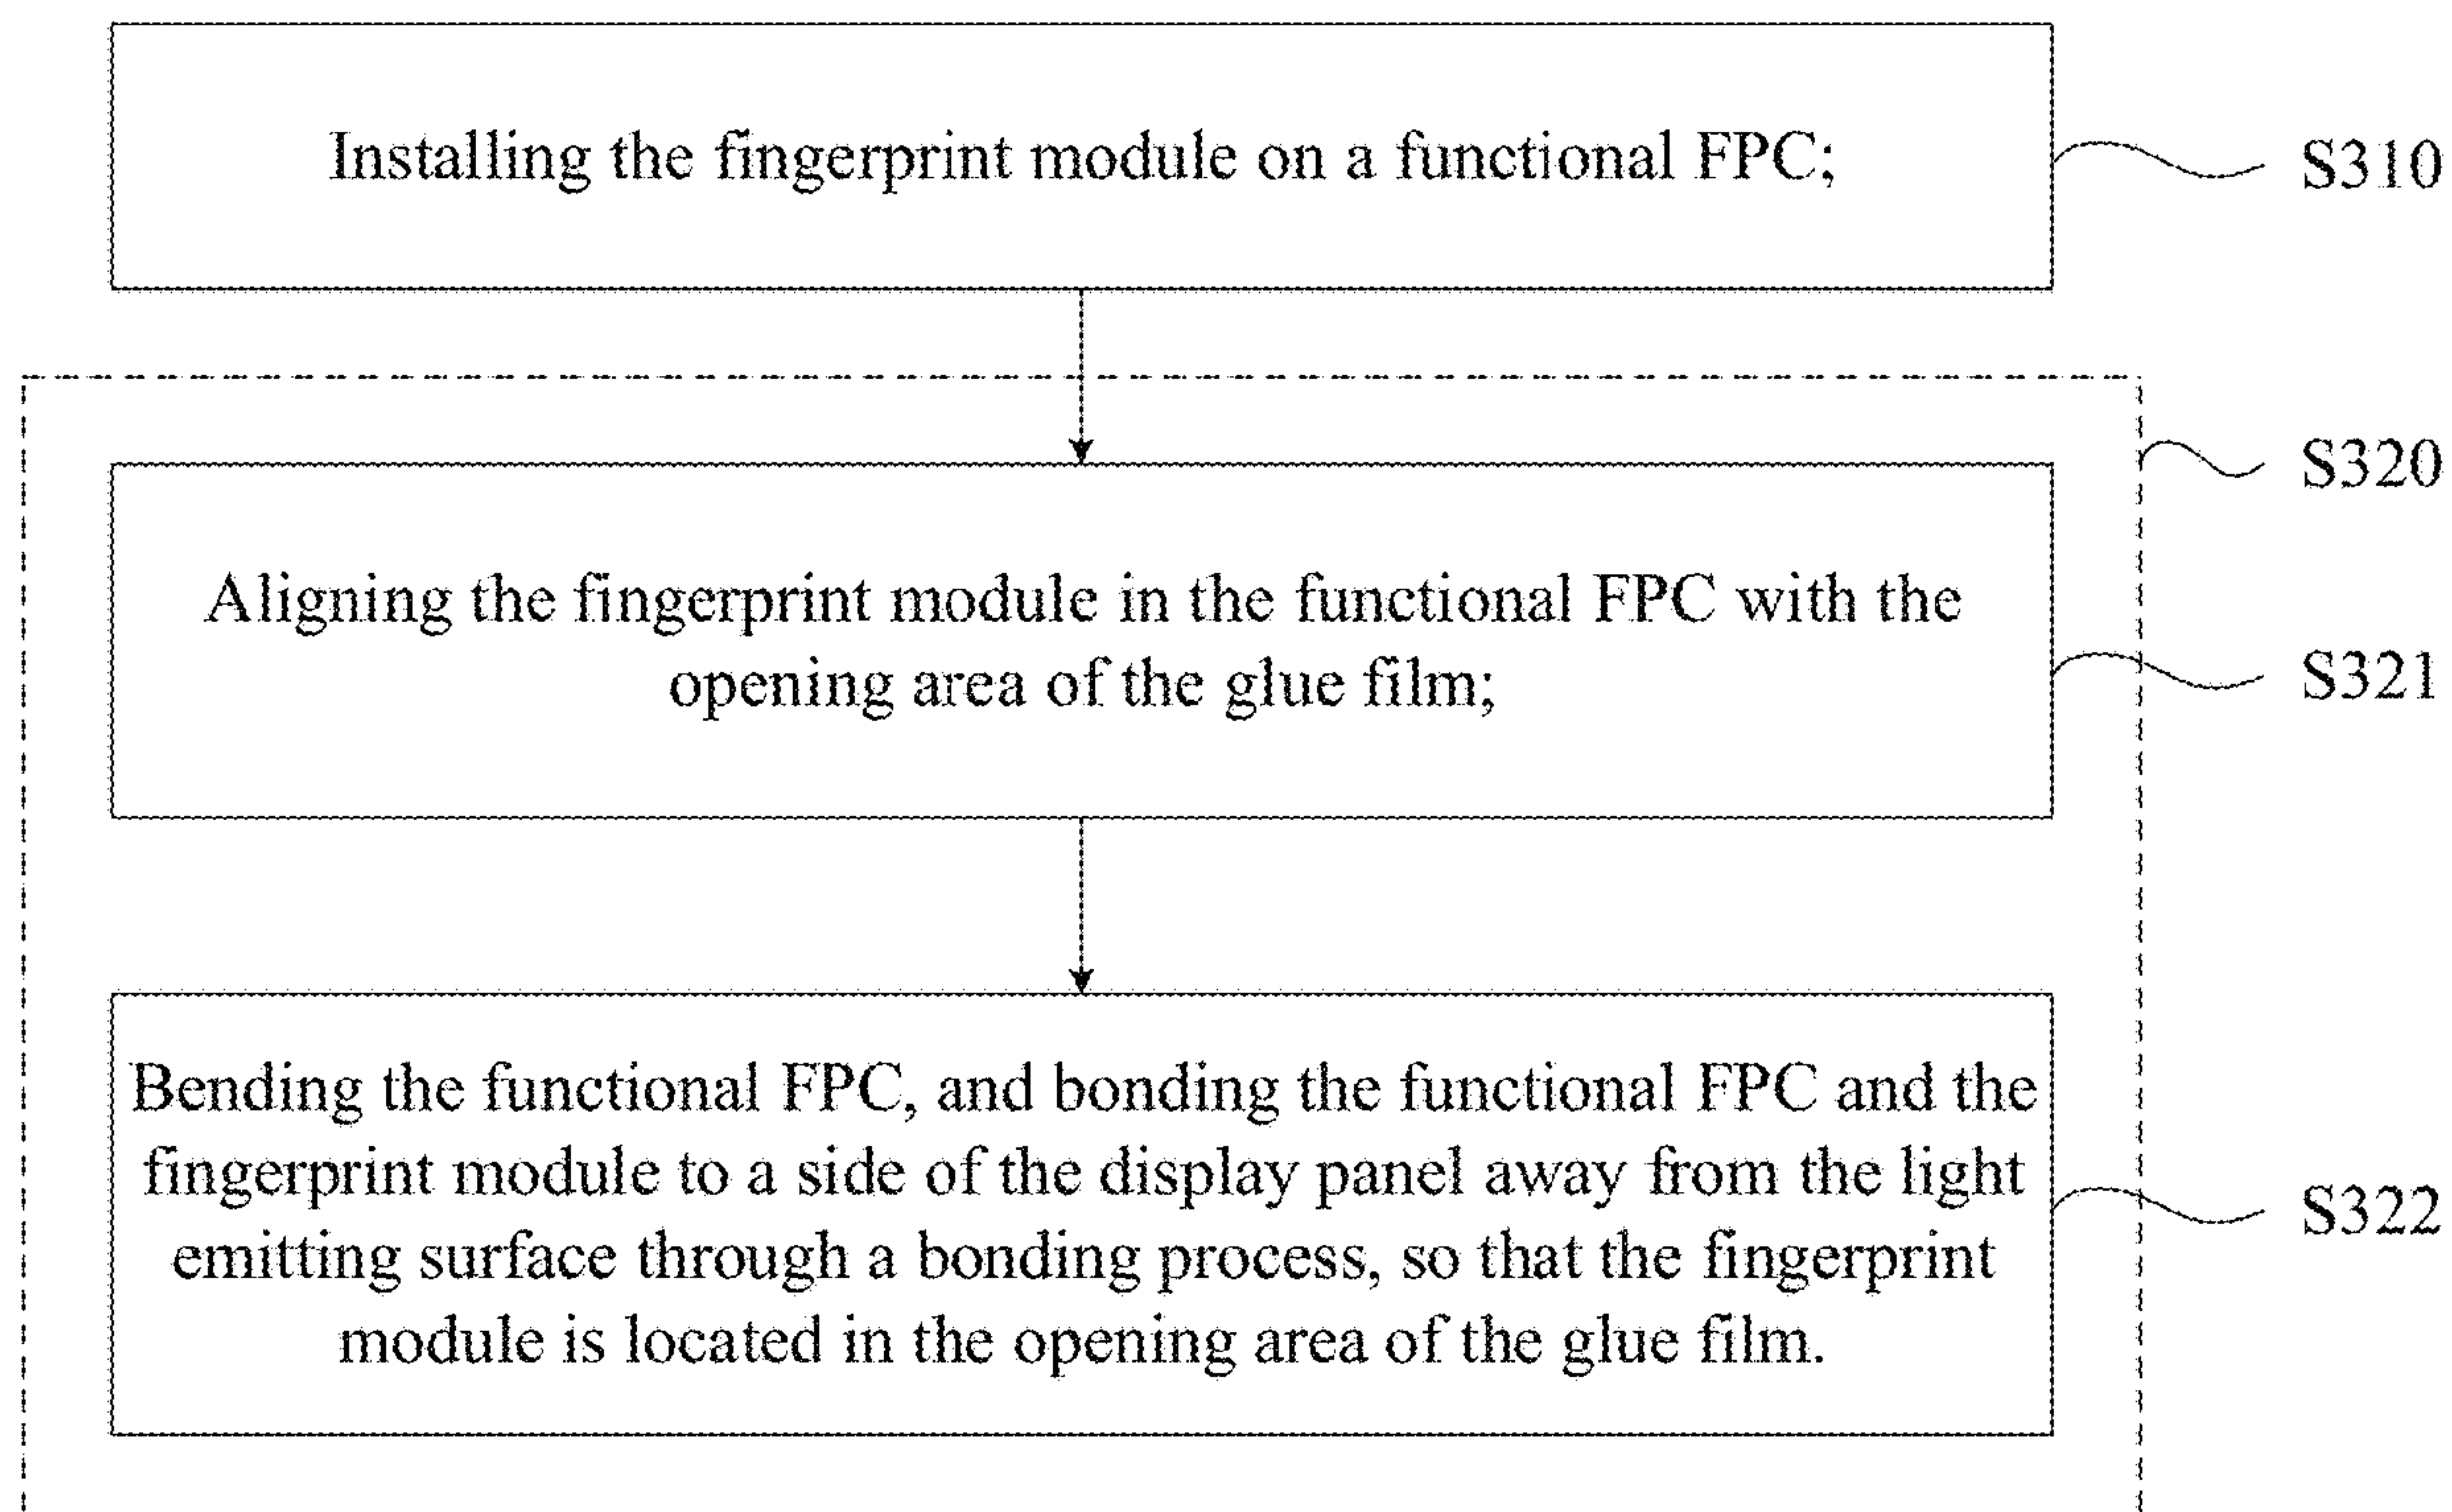 Installing the fingerprint module on a functional FPC;
S310
S320
Aligning the fingerprint module in the functional FPC with the
opening area of the glue film;
S321
Bending the functional FPC, and bonding the functional FPC and the
fingerprint module to a side of the display panel away from the light
emitting surface through a bonding process, so that the fingerprint
module is located in the opening area of the glue film.
S322